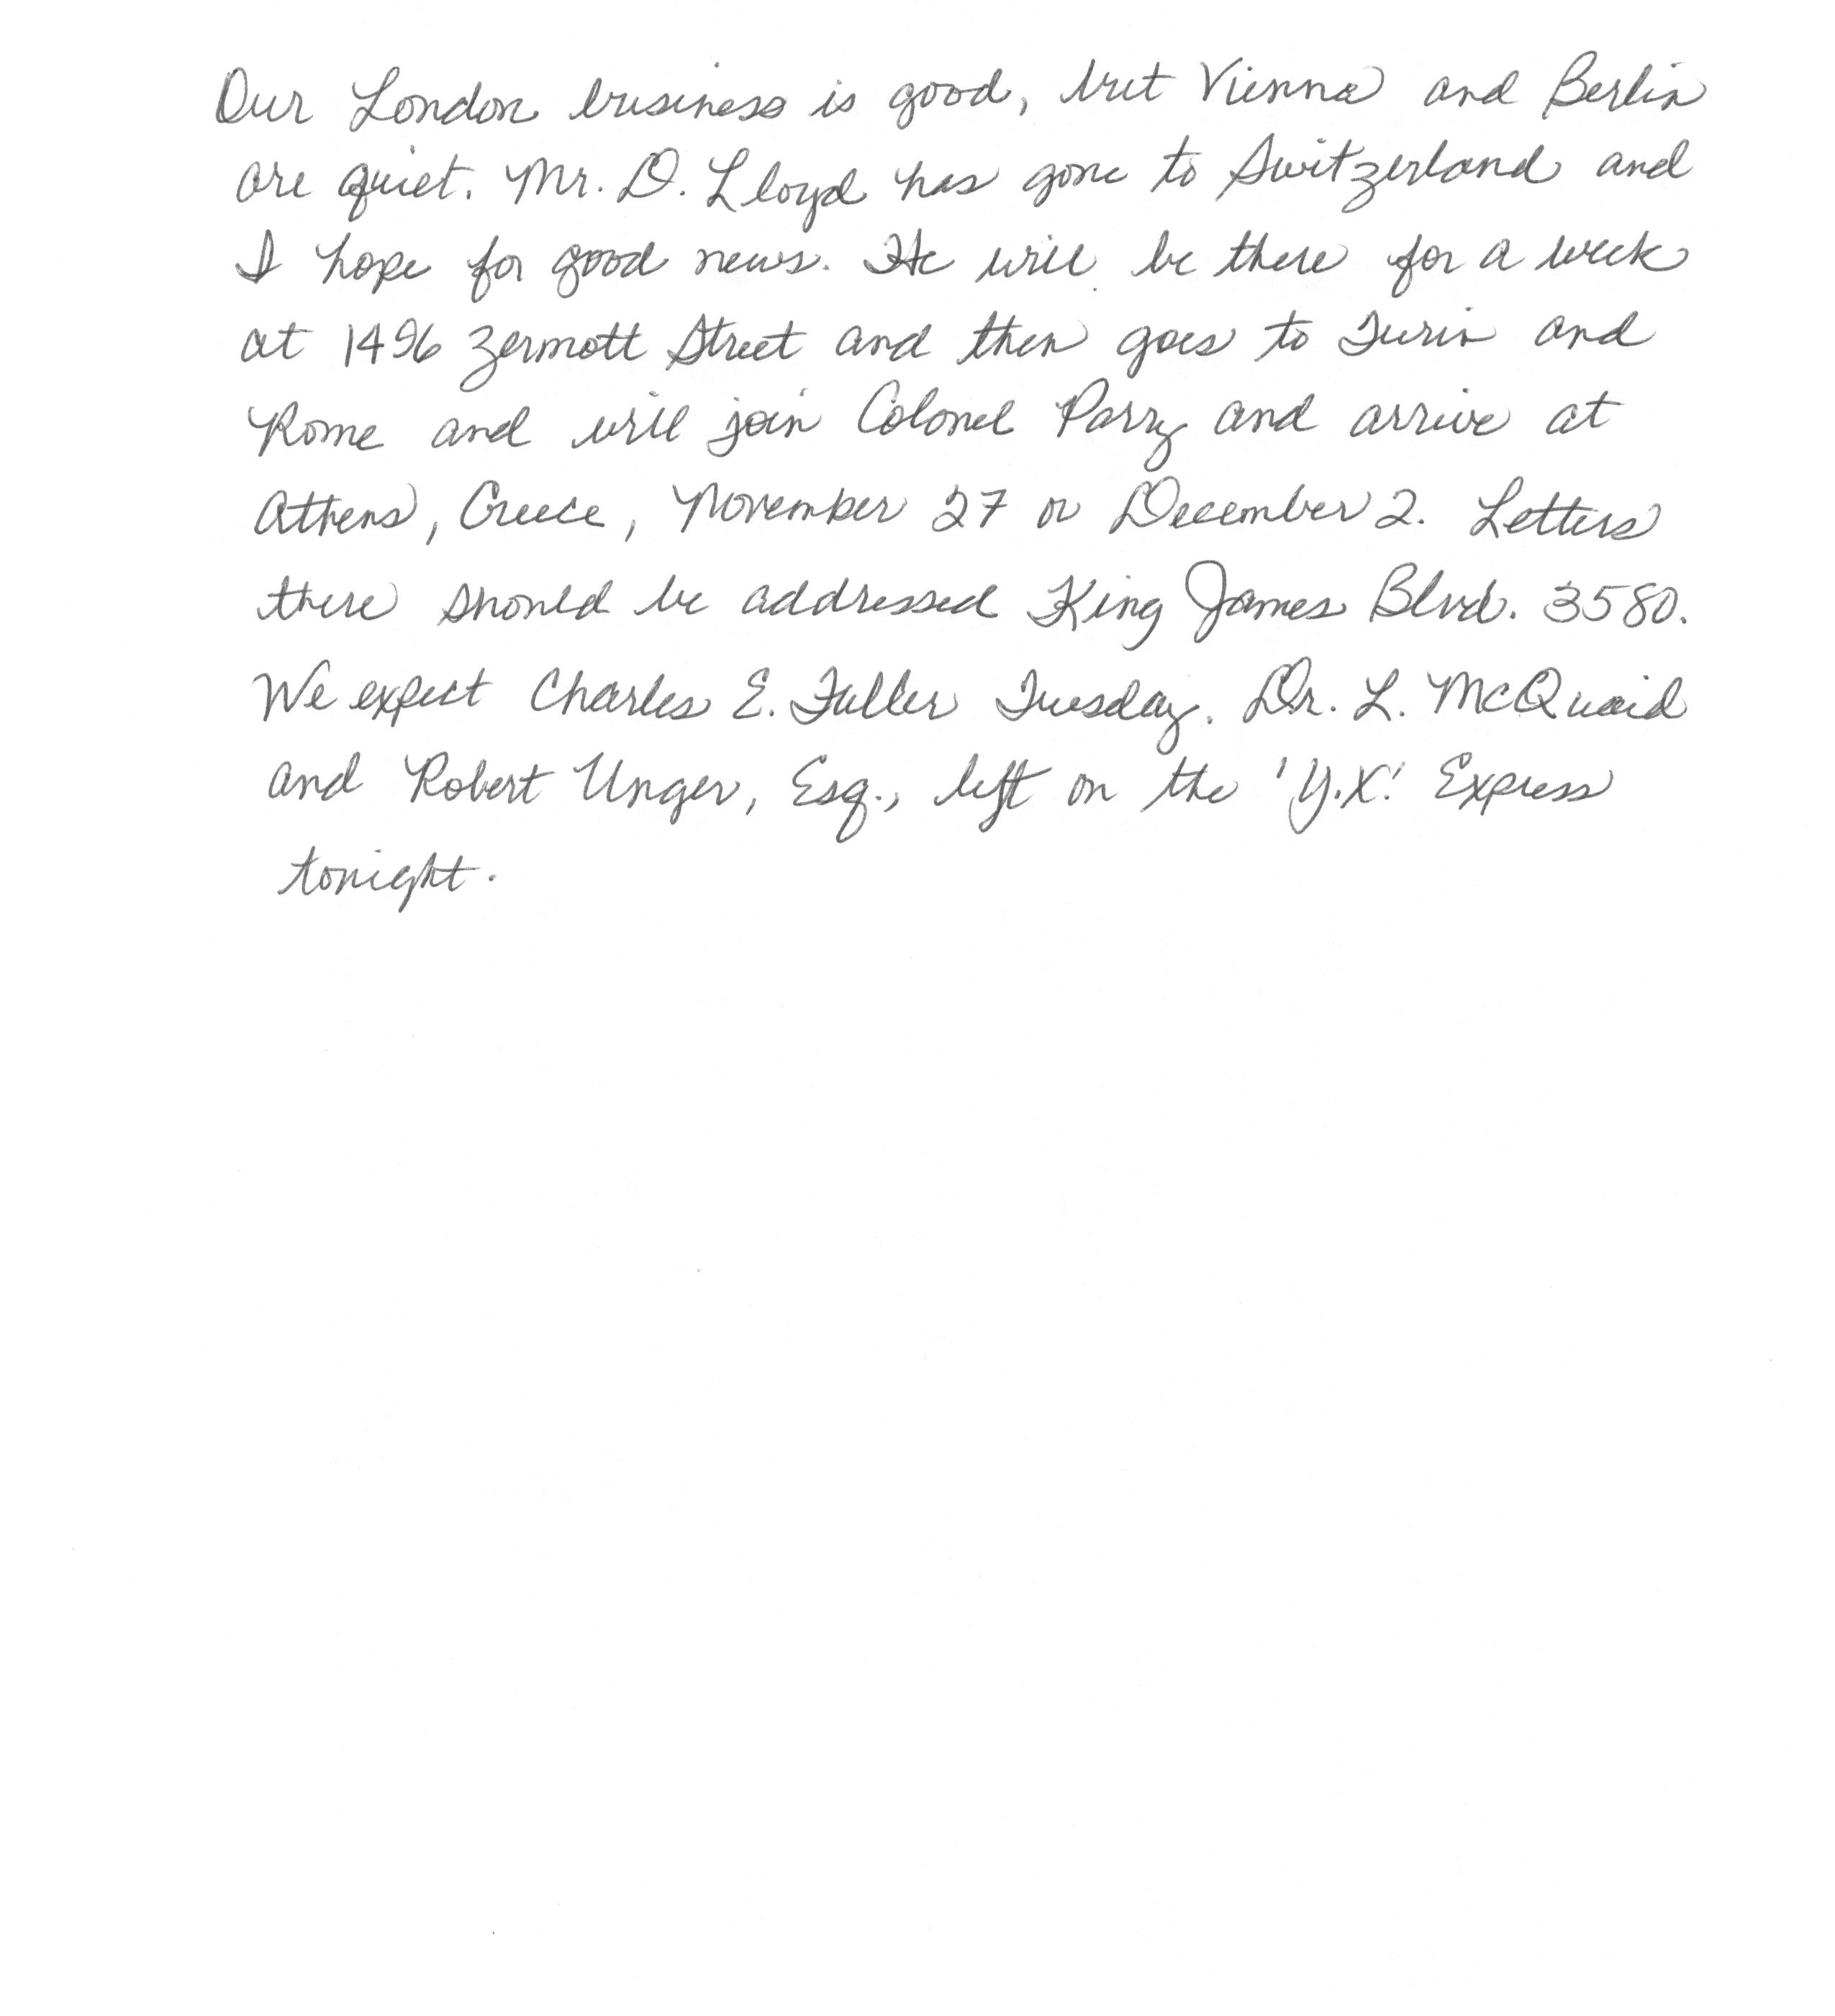 Our London business is good, but Vienna and Berlin
are quiet. Mr. D. Lloyd has gone to Switzerland and
I hope for good news. He will be there for a week
at 1496 Zermott Street and then goes to Turin and
Rome and will join Colonel Parry and arrive at
Athens, Greece, November 27 or December 2. Letters
there should be addressed King James Blvd. 3580.
We expect Charles E. Fuller Tuesday. Dr. L. McQuaid
and Robert Unger, Esq., left on the 'Y.X.' Express
tonight.